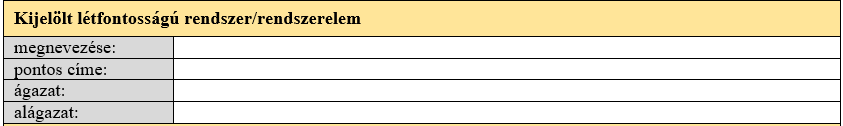 Kijelölt létfontosságú rendszer/rendszerelem
megnevezése:
pontos címe:
ágazat:
alágazat: